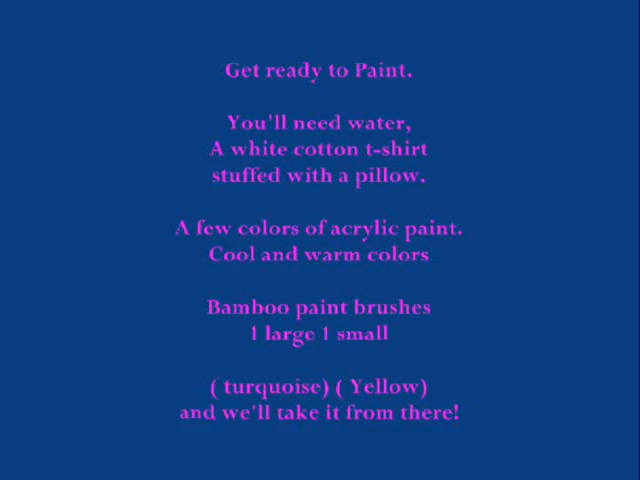 Get ready to Paint.
You'll need water,
A white cotton t-shirt
stuffed with a pillow.
A few colors of acrylic paint.
Cool and warm colors
Bamboo paint brushes
1 large 1 small
( turquoise) ( Yellow)
and we'll take it from there!